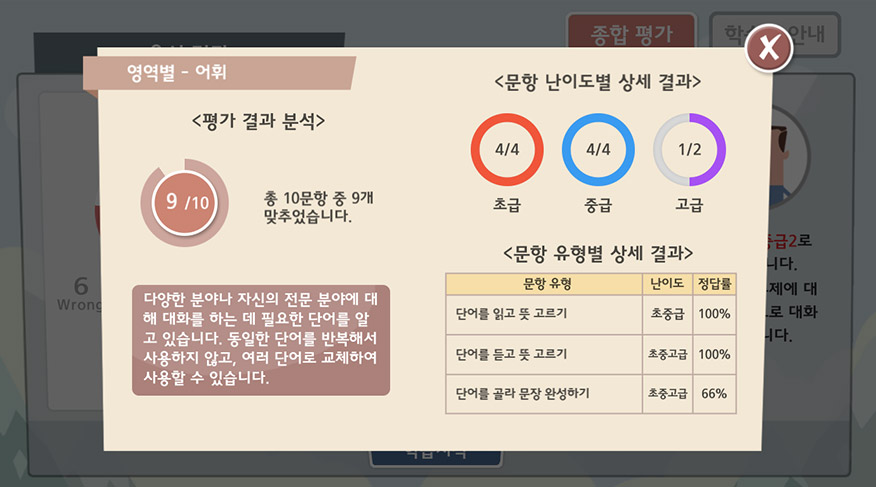 종합 평가
안내
영역별 - 어휘
<평가 결과 분석>
9 /10
총 10문항 중 9개
맞추었습니다.
다양한 분야나 자신의 전문 분야에 대
해 대화를 하는 데 필요한 단어를 알
고 있습니다. 동일한 단어를 반복해서
사용하지 않고, 여러 단어로 교체하여
사용할 수 있습니다.
<문항 난이도별 상세 결과>
4/4 4/4 1/2
초급 중급 고급
<문항 유형별 상세 결과>
문항 유형 난이도 정답률
단어를 읽고 뜻 고르기 초중급 100%
단어를 듣고 뜻 고르기 초중고급 100%
단어를 골라 문장 완성하기 초중고급 66%
6
Wrong
중급2로
니다.
제에 대
로 대화
니다.